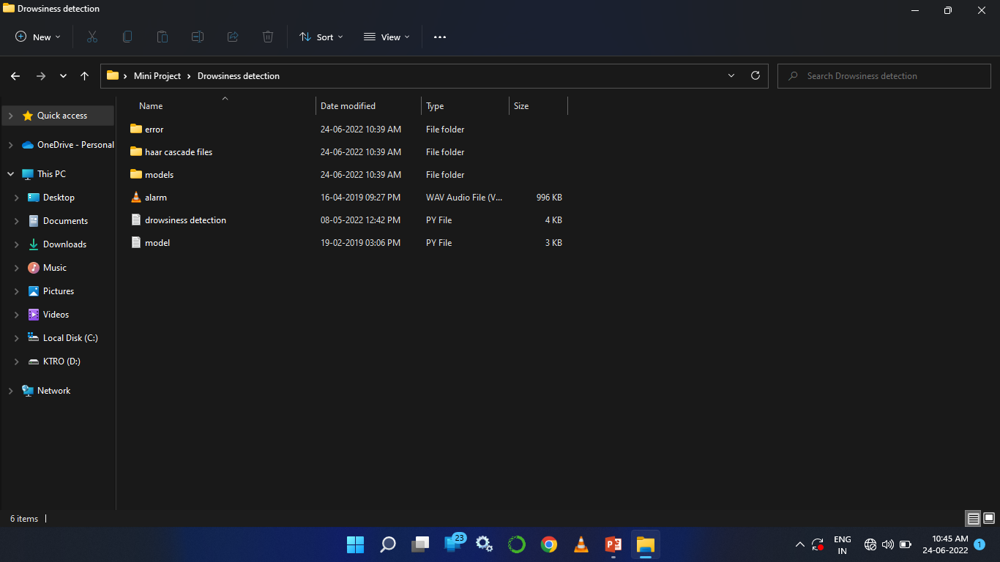 Drowsiness detection
New
Sort
View
Mini Project
Drowsiness detection
Search Drowsiness detection
Name Date modified Type Size
Quick access
OneDrive - Personal
This PC
Desktop
Documents
Downloads
Music
Pictures
Videos
Local Disk (C:)
KTRO (D:)
Network
error 24-06-2022 10:39 AM File folder
haar cascade files 24-06-2022 10:39 AM File folder
models 24-06-2022 10:39 AM File folder
alarm 16-04-2019 09:27 PM WAV Audio File (V... 996 KB
drowsiness detection 08-05-2022 12:42 PM PY File 4 KB
model 19-02-2019 03:06 PM PY File 3 KB
6 items
23
ENG
IN
10:45 AM
24-06-2022
1